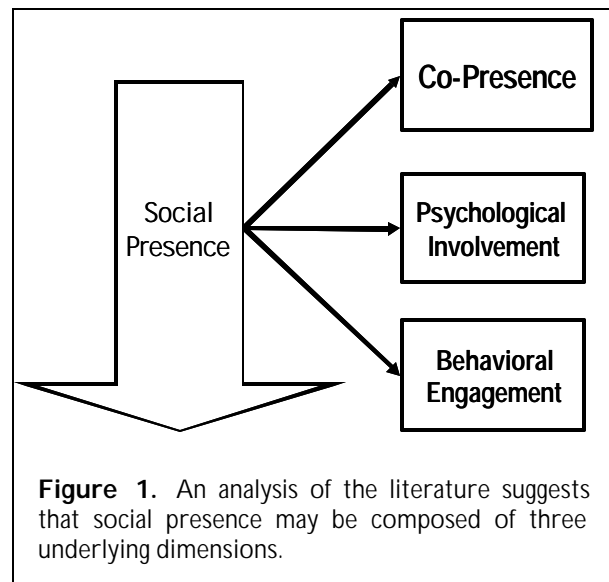 Co-Presence
Social
Presence
Psychological
Involvement
Behavioral
Engagement
Figure 1. An analysis of the literature suggests
that social presence may be composed of three
underlying dimensions.